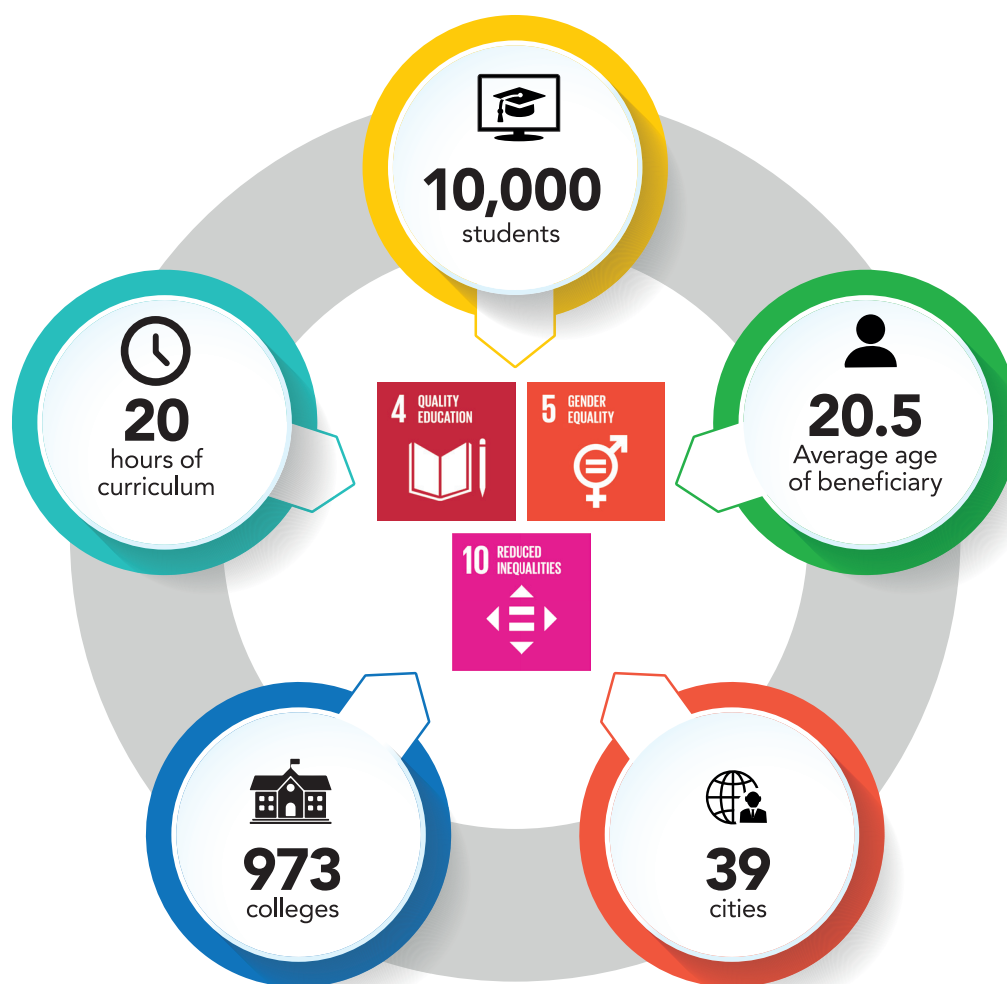 10,000
students
20
hours of
curriculum
20.5
Average age
of beneficiary
4 QUALITY
EDUCATION
5 GENDER
EQUALITY
10 REDUCED
INEQUALITIES
973
colleges
39
cities